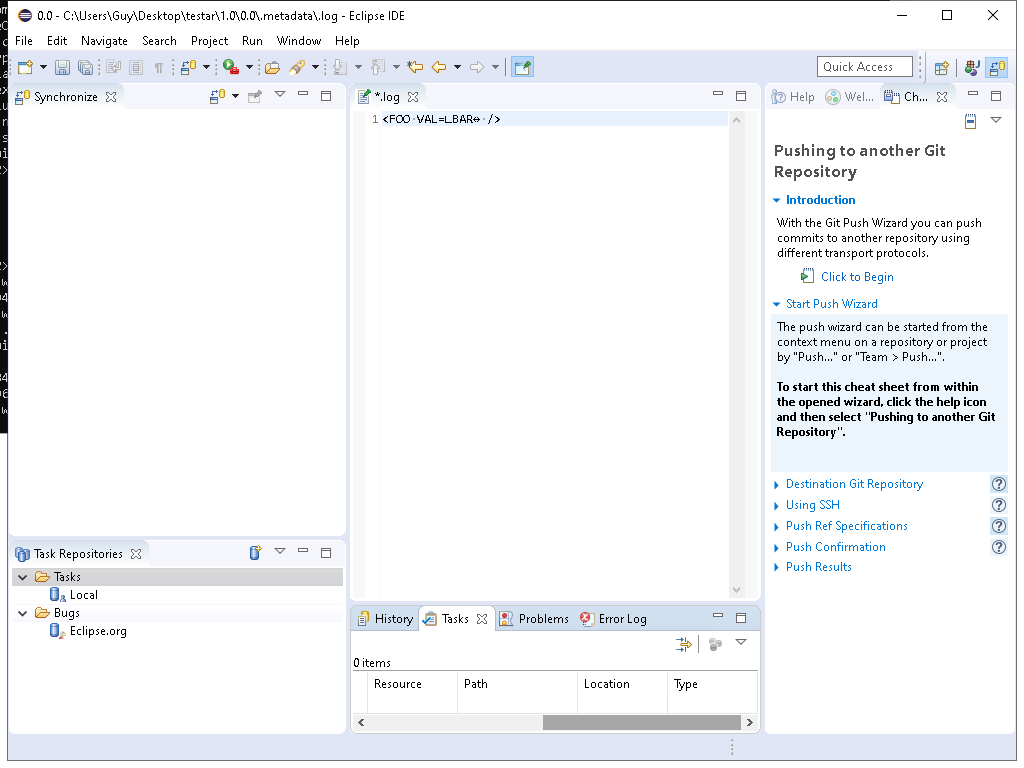 0.0 - C:\Users\Guy\Desktop\testar\1.0\0.0\.metadata\.log - Eclipse IDE
File Edit Navigate Search Project Run Window Help
Quick Access
Synchronize
*.log
Help Wel... Ch...
1 <FOO·VAL=∟BAR↔·/>
Pushing to another Git
Repository
Introduction
With the Git Push Wizard you can push
commits to another repository using
different transport protocols.
Click to Begin
Start Push Wizard
The push wizard can be started from the
context menu on a repository or project
by "Push..." or "Team > Push...".
To start this cheat sheet from within
the opened wizard, click the help icon
and then select "Pushing to another Git
Repository".
Destination Git Repository
Using SSH
Push Ref Specifications
Push Confirmation
Push Results
Task Repositories
Tasks
Local
Bugs
Eclipse.org
History Tasks Problems Error Log
0 items
Resource Path Location Type